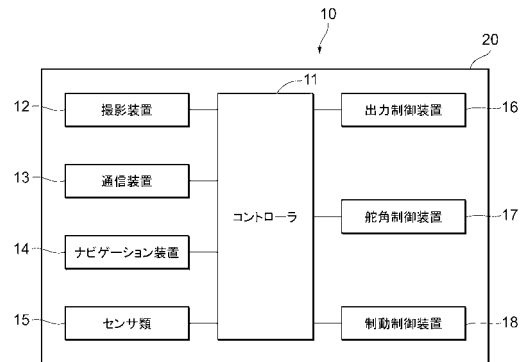 10
20
11
12
撮影装置
出力制御装置
16
13
通信装置
コントローラ
舵角制御装置
17
14
ナビゲーション装置
15
センサ類
制動制御装置
18